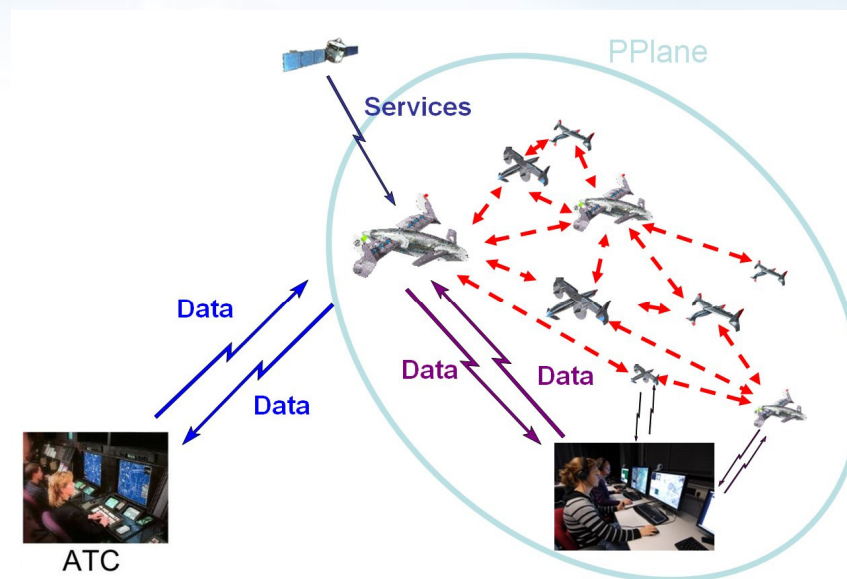 PPlane
Services
Data
Data
Data
Data
ATC